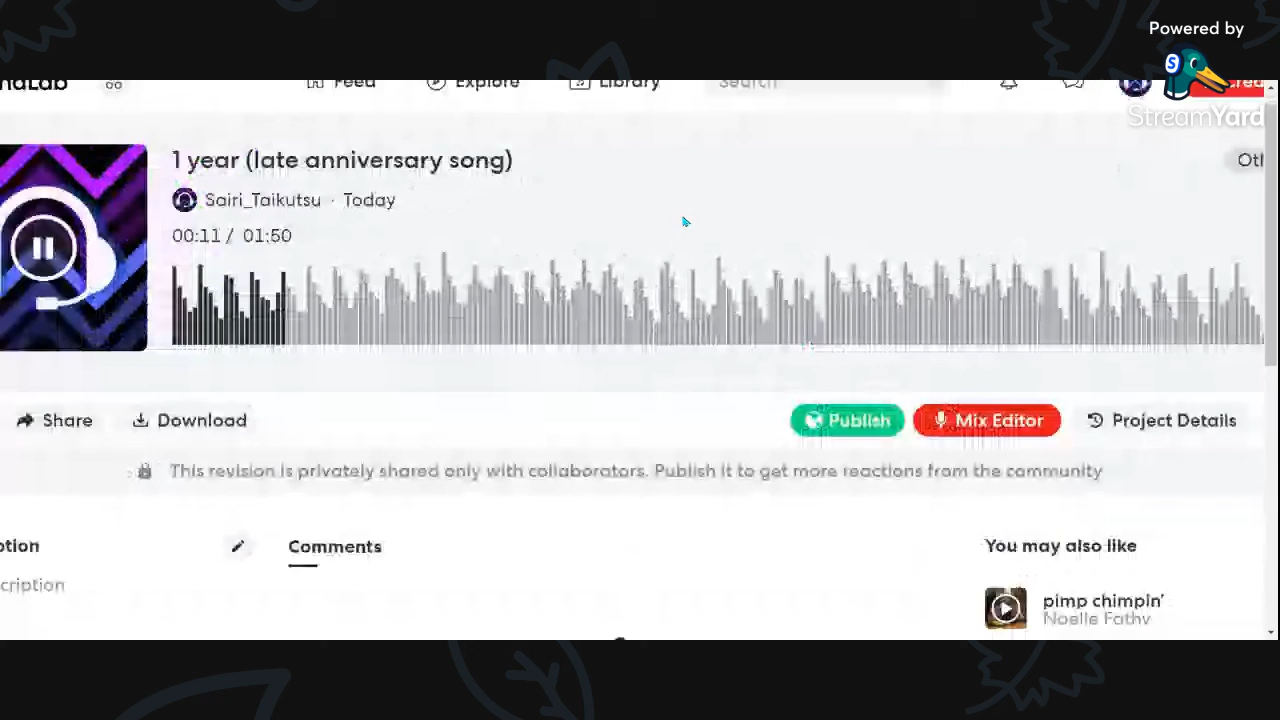 Powered by
StreamYard
ndLab
Feed
Explore
Library
Search
1 year (late anniversary song)
Sairi_Taikutsu · Today
00:11 / 01:50
Share
Download
Publish
Mix Editor
Project Details
This revision is privately shared only with collaborators. Publish it to get more reactions from the community
Comments
You may also like
pimp chimpin'
Noelle Fathy